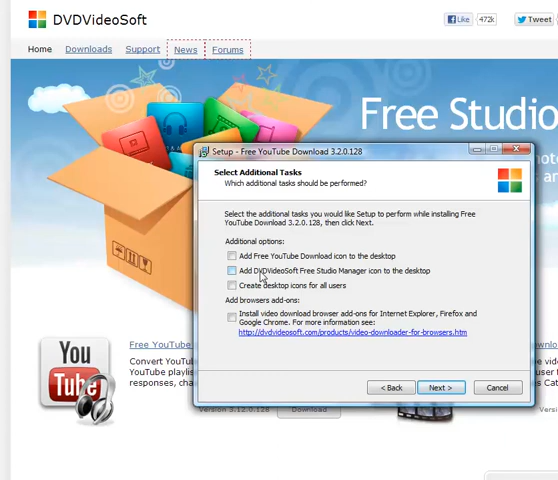 DVDVideoSoft
Like 472k Tweet
Home Downloads Support News Forums
Free Studio
Setup - Free YouTube Download 3.2.0.128
Select Additional Tasks
Which additional tasks should be performed?
Select the additional tasks you would like Setup to perform while installing Free
YouTube Download 3.2.0.128, then click Next.
Additional options:
Add Free YouTube Download icon to the desktop
Add DVDVideoSoft Free Studio Manager icon to the desktop
Create desktop icons for all users
Add browsers add-ons:
Install video download browser add-ons for Internet Explorer, Firefox and
Google Chrome. For more information see:
http://dvdvideosoft.com/products/video-downloader-for-browsers.htm
< Back Next > Cancel
You
Tube
Free YouTube
Convert YouTu
YouTube playlis
responses, char
Version 3.12.0.128 Download